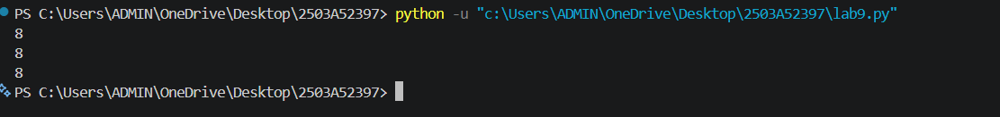 PS C:\Users\ADMIN\OneDrive\Desktop\2503A52397> python -u "c:\Users\ADMIN\OneDrive\Desktop\2503A52397\lab9.py"
8
8
8
PS C:\Users\ADMIN\OneDrive\Desktop\2503A52397>